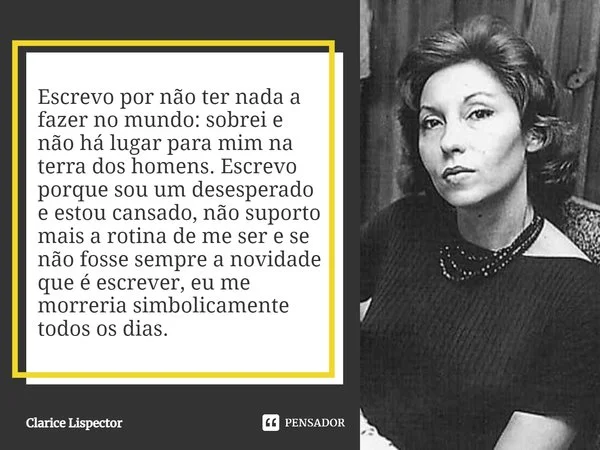 Escrevo por não ter nada a
fazer no mundo: sobrei e
não há lugar para mim na
terra dos homens. Escrevo
porque sou um desesperado
e estou cansado, não suporto
mais a rotina de me ser e se
não fosse sempre a novidade
que é escrever, eu me
morreria simbolicamente
todos os dias.
Clarice Lispector
PENSADOR